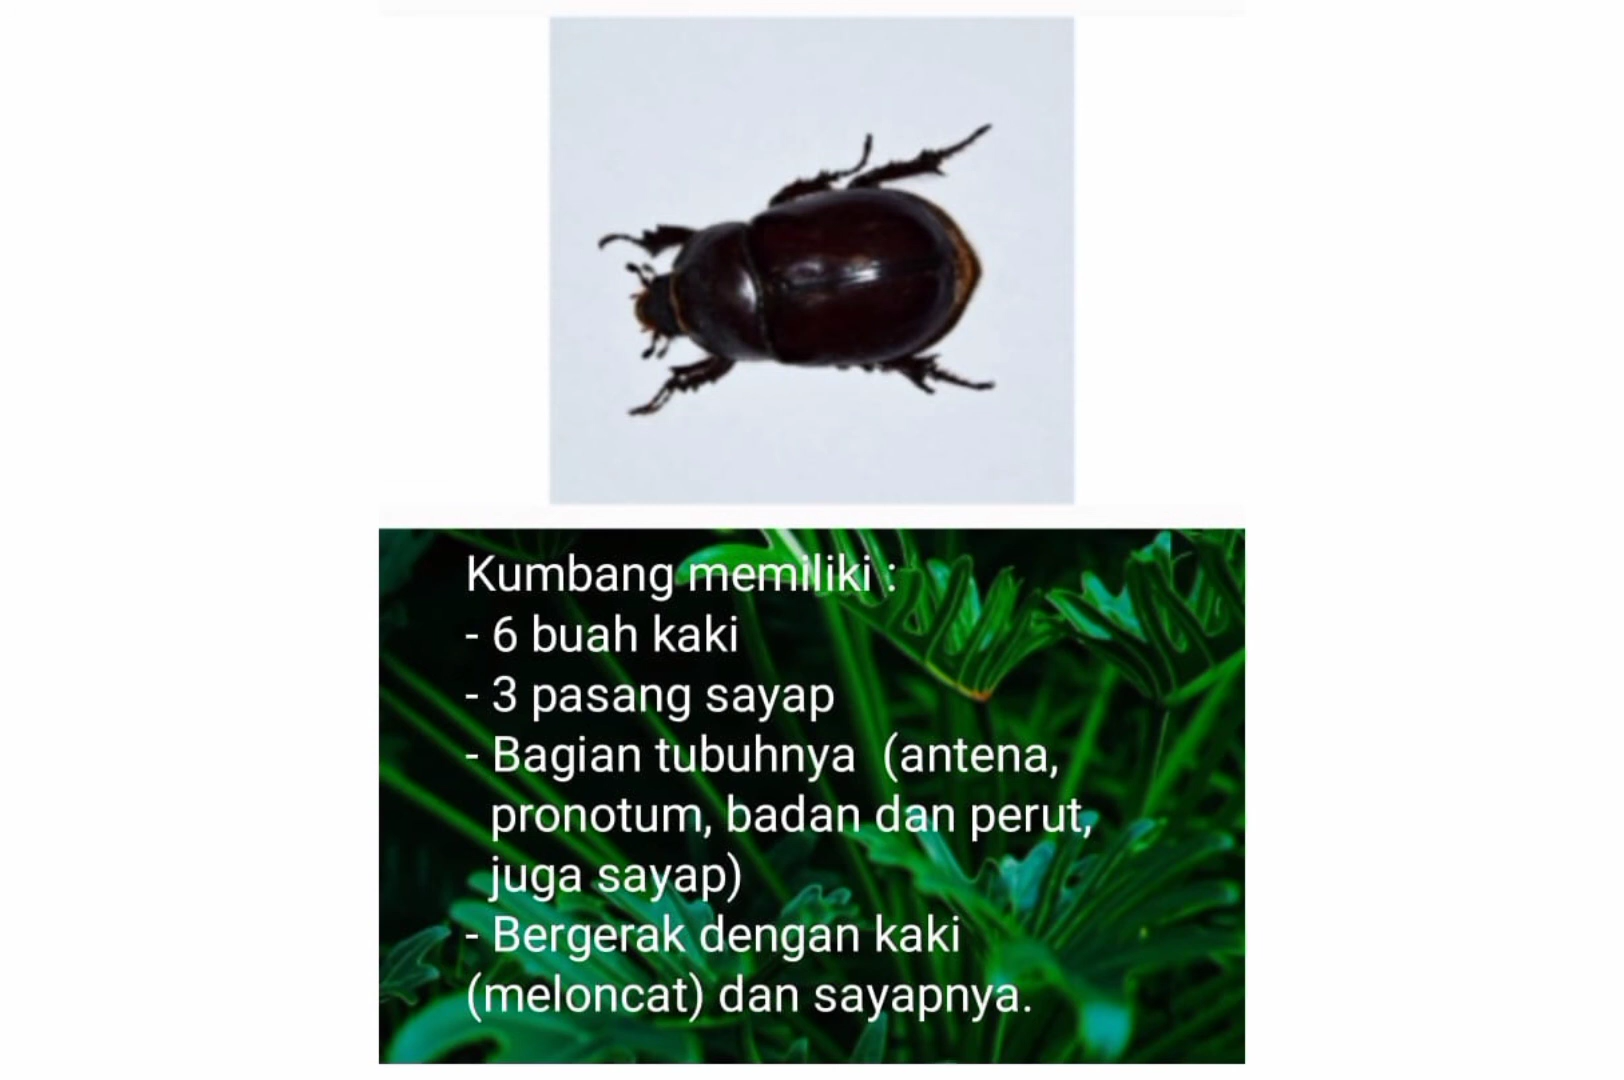 Kumbang memiliki :
- 6 buah kaki
- 3 pasang sayap
- Bagian tubuhnya (antena,
pronotum, badan dan perut,
juga sayap)
- Bergerak dengan kaki
(meloncat) dan sayapnya.